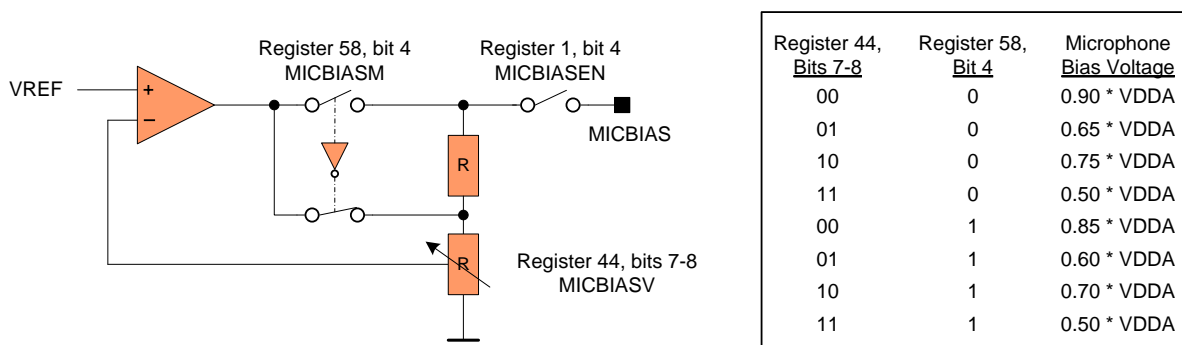 Register 58, bit 4
MICBIASM
Register 1, bit 4
MICBIASEN
VREF
+
−
MICBIAS
R
R
Register 44, bits 7-8
MICBIASV
Register 44, Register 58, Microphone
Bits 7-8 Bit 4 Bias Voltage
00 0 0.90 * VDDA
01 0 0.65 * VDDA
10 0 0.75 * VDDA
11 0 0.50 * VDDA
00 1 0.85 * VDDA
01 1 0.60 * VDDA
10 1 0.70 * VDDA
11 1 0.50 * VDDA